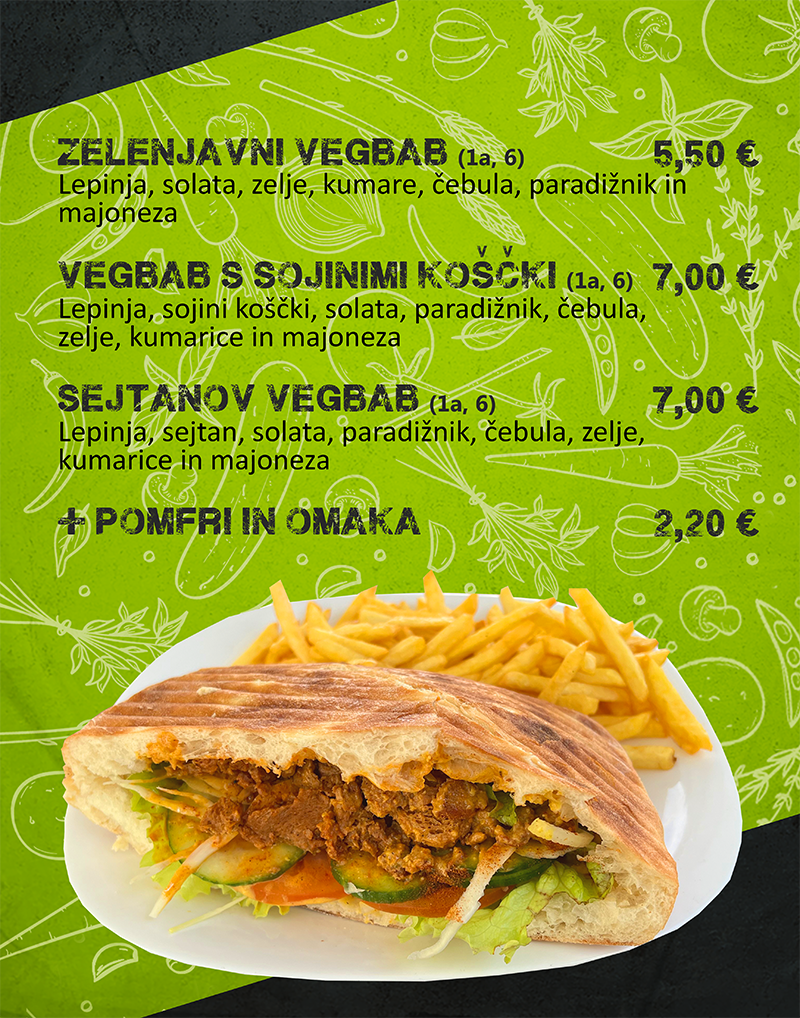 ZELENJAVNI VEGBAB (1a, 6) 5,50 €
Lepinja, solata, zelje, kumare, čebula, paradižnik in
majoneza
VEGBAB S SOJINIMI KOŠČKI (1a, 6) 7,00 €
Lepinja, sojini koščki, solata, paradižnik, čebula,
zelje, kumarice in majoneza
SEJTANOV VEGBAB (1a, 6) 7,00 €
Lepinja, sejtan, solata, paradižnik, čebula, zelje,
kumarice in majoneza
+ POMFRI IN OMAKA 2,20 €